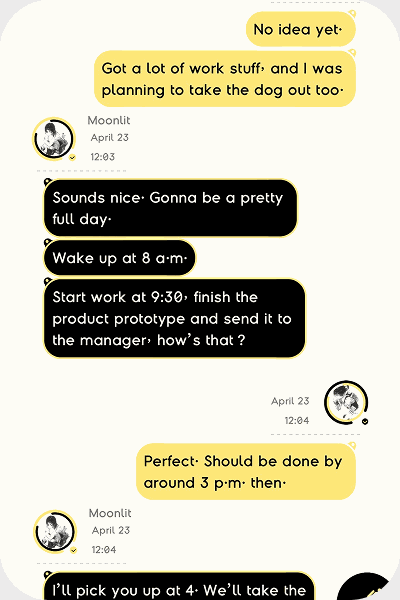 No idea yet·
Got a lot of work stuff, and I was
planning to take the dog out too·
Moonlit
April 23
12:03
Sounds nice· Gonna be a pretty
full day·
Wake up at 8 a·m·
Start work at 9:30, finish the
product prototype and send it to
the manager, how's that ?
April 23
12:04
Perfect· Should be done by
around 3 p·m· then·
Moonlit
April 23
12:04
I'll pick you up at 4· We'll take the